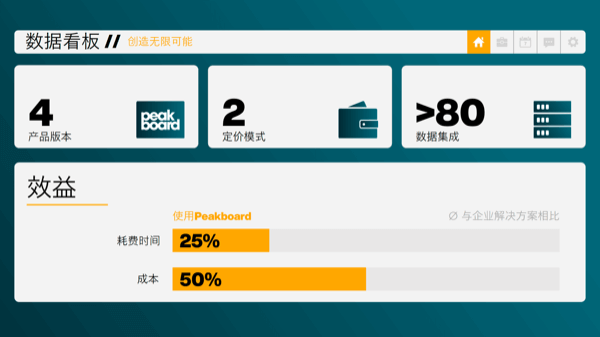 数据看板 // 创造无限可能
4
产品版本
peak
board
2
定价模式
>80
数据集成
效益
使用Peakboard
∅ 与企业解决方案相比
耗费时间 25%
成本 50%